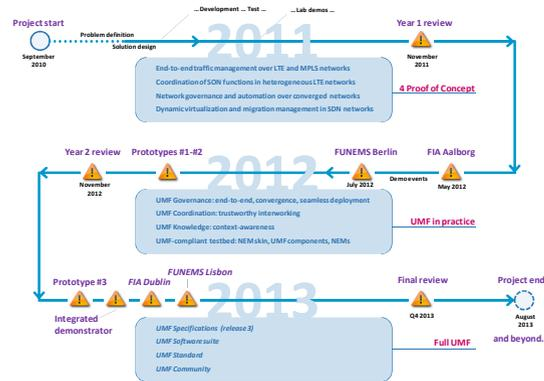 ... Development ... Test ...
... Lab demos ...
Project start
Year 1 review
Problem definition
2011
Solution design
September
2010
November
2011
End-to-end traffic management over LTE and MPLS networks
Coordination of SON functions in heterogeneous LTE networks
Network governance and automation over converged networks
Dynamic virtualization and migration management in SDN networks
4 Proof of Concept
Year 2 review
Prototypes #1-#2
2012
FUNEMS Berlin
FIA Aalborg
November
2012
July 2012
Demo events
May 2012
UMF Governance: end-to-end, convergence, seamless deployment
UMF Coordination: trustworthy interworking
UMF Knowledge: context-awareness
UMF-compliant testbed: NEM skin, UMF components, NEMs
UMF in practice
FUNEMS Lisbon
Prototype #3
FIA Dublin
2013
Final review
Project end
Integrated
demonstrator
Q4 2013
August
2013
UMF Specifications (release 3)
UMF Software suite
UMF Standard
UMF Community
Full UMF
and beyond.